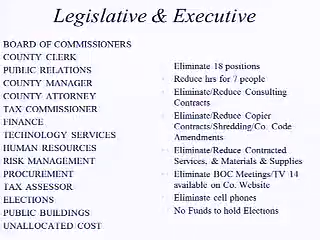 Legislative & Executive
BOARD OF COMMISSIONERS
COUNTY CLERK
PUBLIC RELATIONS
COUNTY MANAGER
COUNTY ATTORNEY
TAX COMMISSIONER
FINANCE
TECHNOLOGY SERVICES
HUMAN RESOURCES
RISK MANAGEMENT
PROCUREMENT
TAX ASSESSOR
ELECTIONS
PUBLIC BUILDINGS
UNALLOCATED COST
Eliminate 18 positions
Reduce hrs for 7 people
Eliminate/Reduce Consulting
Contracts
Eliminate/Reduce Copier
Contracts/Shredding/Co. Code
Amendments
Eliminate/Reduce Contracted
Services, & Materials & Supplies
Eliminate BOC Meetings/TV 14
available on Co. Website
Eliminate cell phones
No Funds to hold Elections